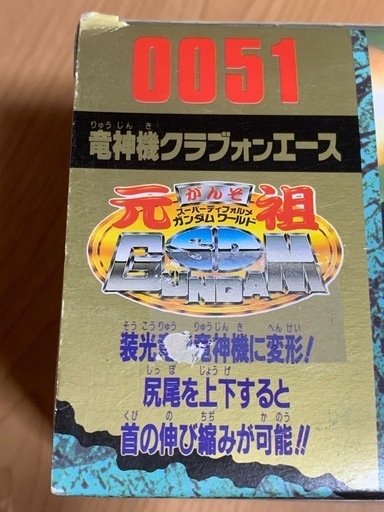 0051
りゅうじん き
竜神機クラブォンエース
がんそ
元 祖
スーパーディフォルメ
ガンダムワールド
SD
GUNDAM
そうこうりゅう りゅうじんき へんけい
装光 竜神機に変形!
しっぽ じょうげ
尻尾を上下すると
くび の ちぢ かのう
首の伸び縮みが可能!!